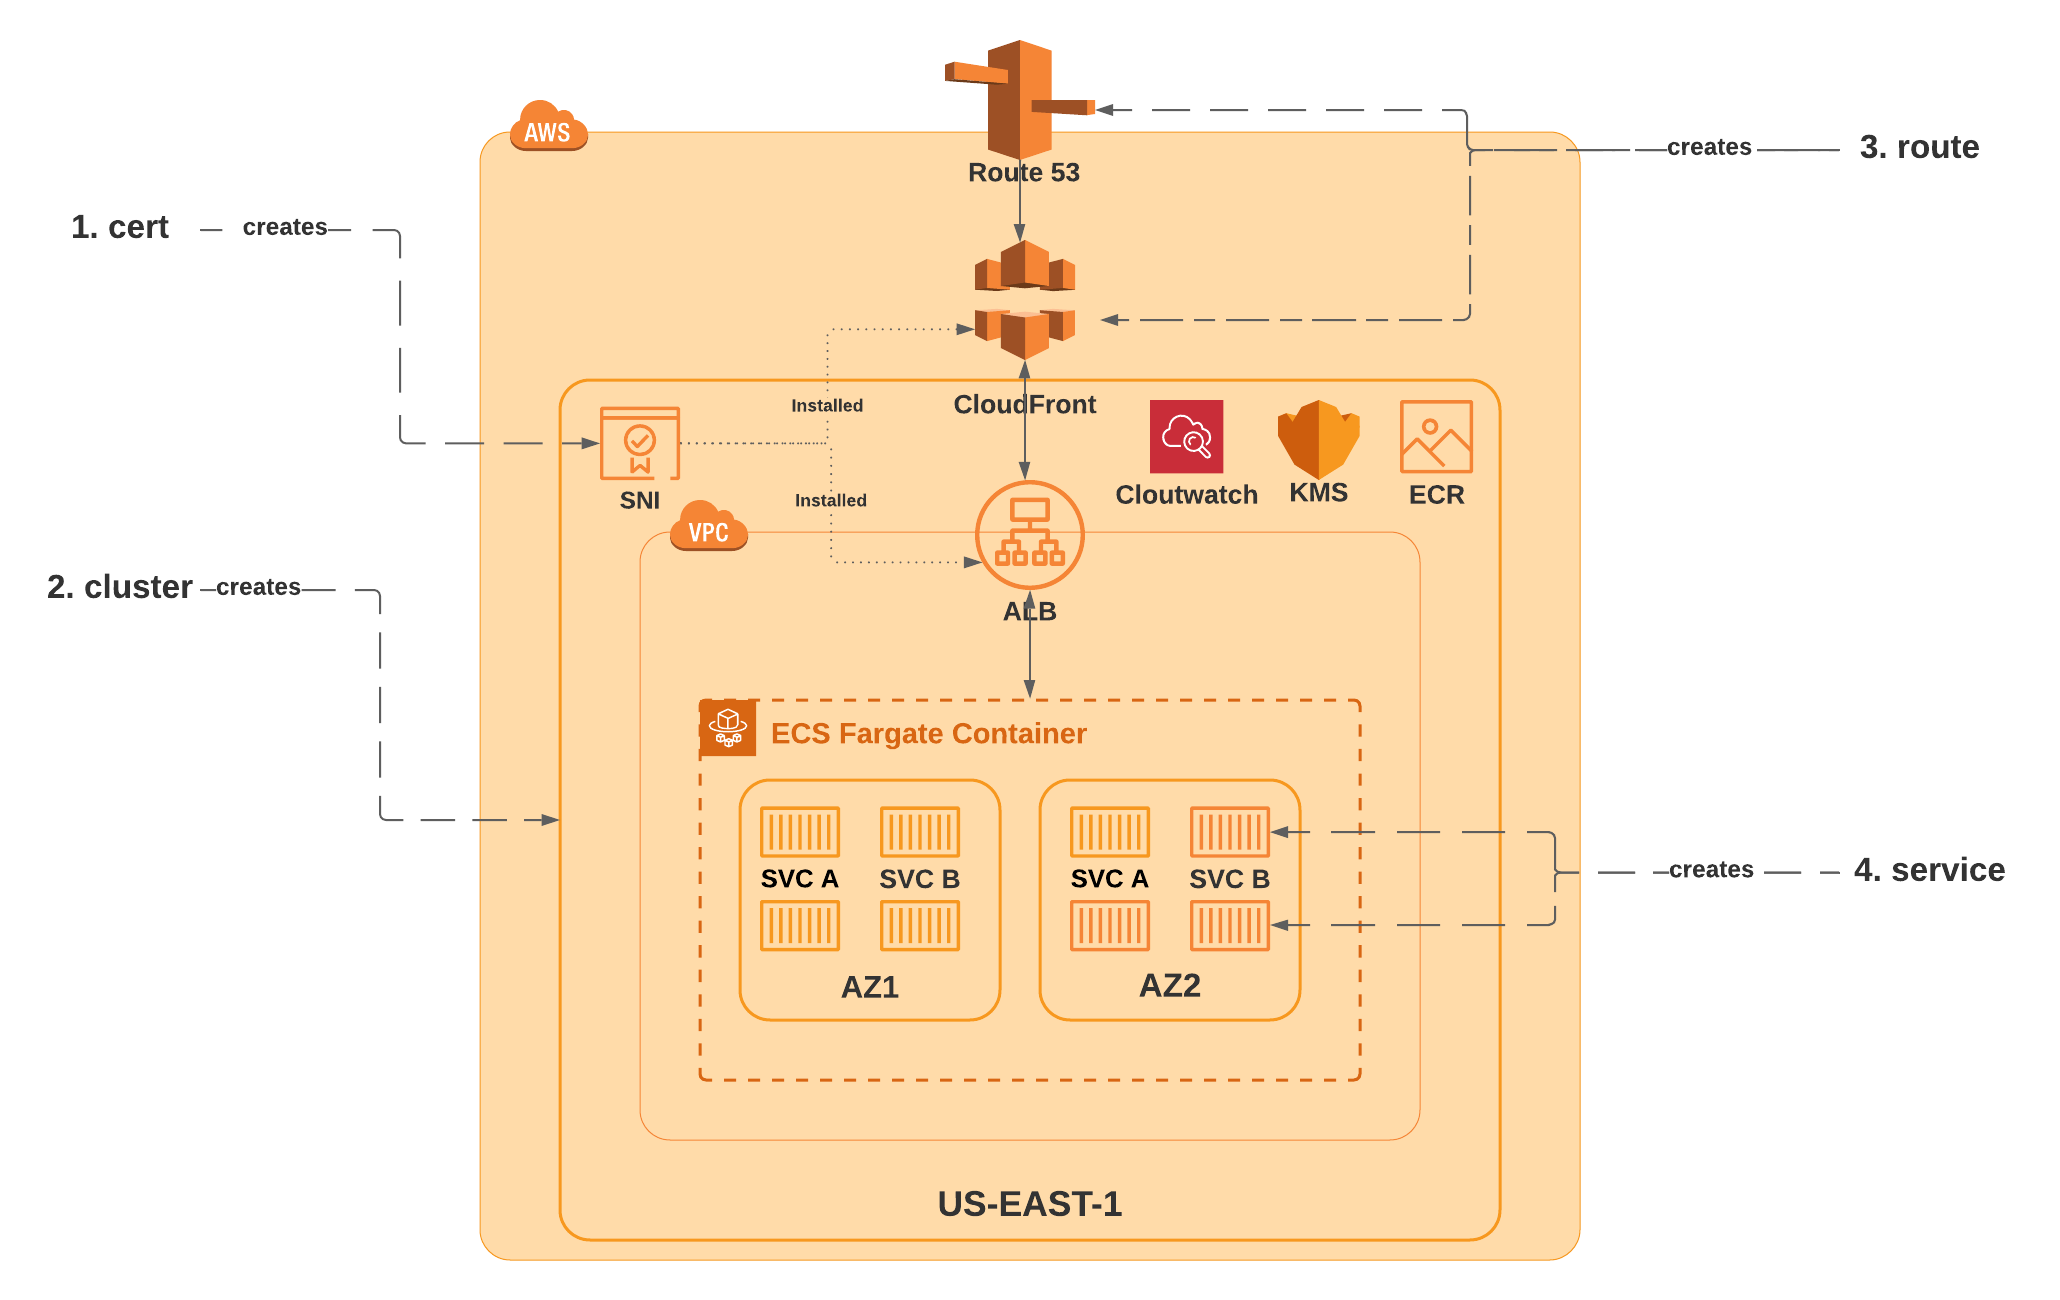 AWS
Route 53
creates
3. route
1. cert
creates
Installed
CloudFront
SNI
Cloutwatch
KMS
ECR
Installed
VPC
2. cluster
creates
ALB
ECS Fargate Container
SVC A
SVC B
SVC A
SVC B
creates
4. service
AZ1
AZ2
US-EAST-1